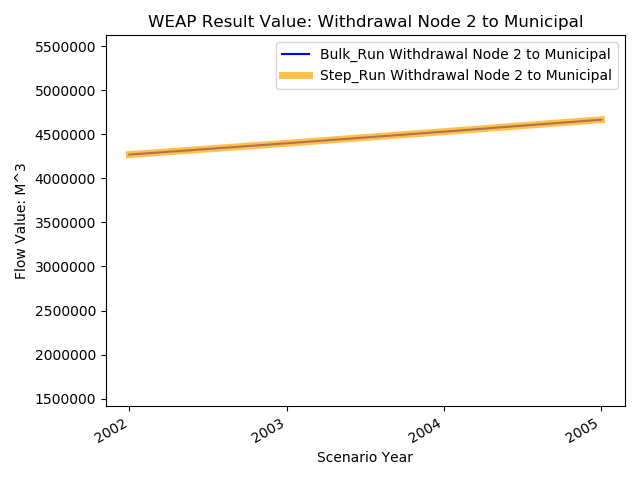 WEAP Result Value: Withdrawal Node 2 to Municipal
Bulk_Run Withdrawal Node 2 to Municipal
Step_Run Withdrawal Node 2 to Municipal
Flow Value: M^3
5500000
5000000
4500000
4000000
3500000
3000000
2500000
2000000
1500000
2002
2003
2004
2005
Scenario Year